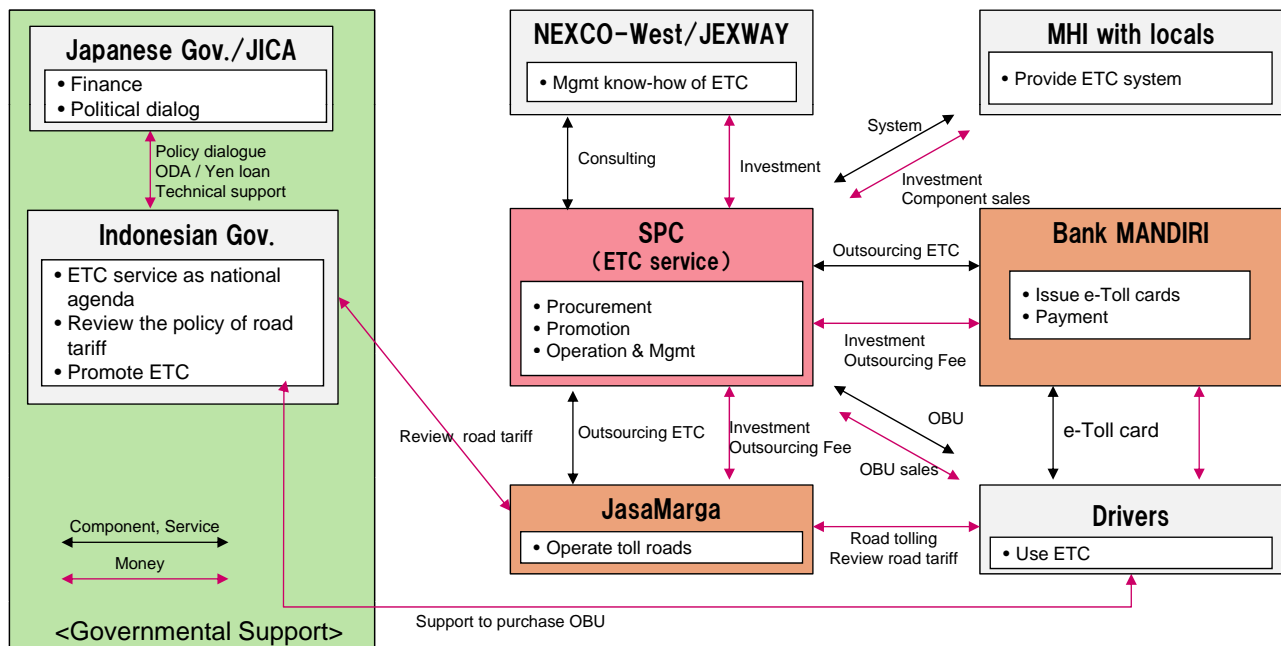 Japanese Gov./JICA
• Finance
• Political dialog
Policy dialogue
ODA / Yen loan
Technical support
Indonesian Gov.
• ETC service as national
agenda
• Review the policy of road
tariff
• Promote ETC
Component, Service
Money
<Governmental Support>
NEXCO-West/JEXWAY
• Mgmt know-how of ETC
Consulting
Investment
MHI with locals
• Provide ETC system
System
Investment
Component sales
SPC
(ETC service)
• Procurement
• Promotion
• Operation & Mgmt
Outsourcing ETC
Investment
Outsourcing Fee
Bank MANDIRI
• Issue e-Toll cards
• Payment
Review road tariff
Outsourcing ETC
Investment
Outsourcing Fee
OBU
OBU sales
e-Toll card
JasaMarga
• Operate toll roads
Road tolling
Review road tariff
Drivers
• Use ETC
Support to purchase OBU